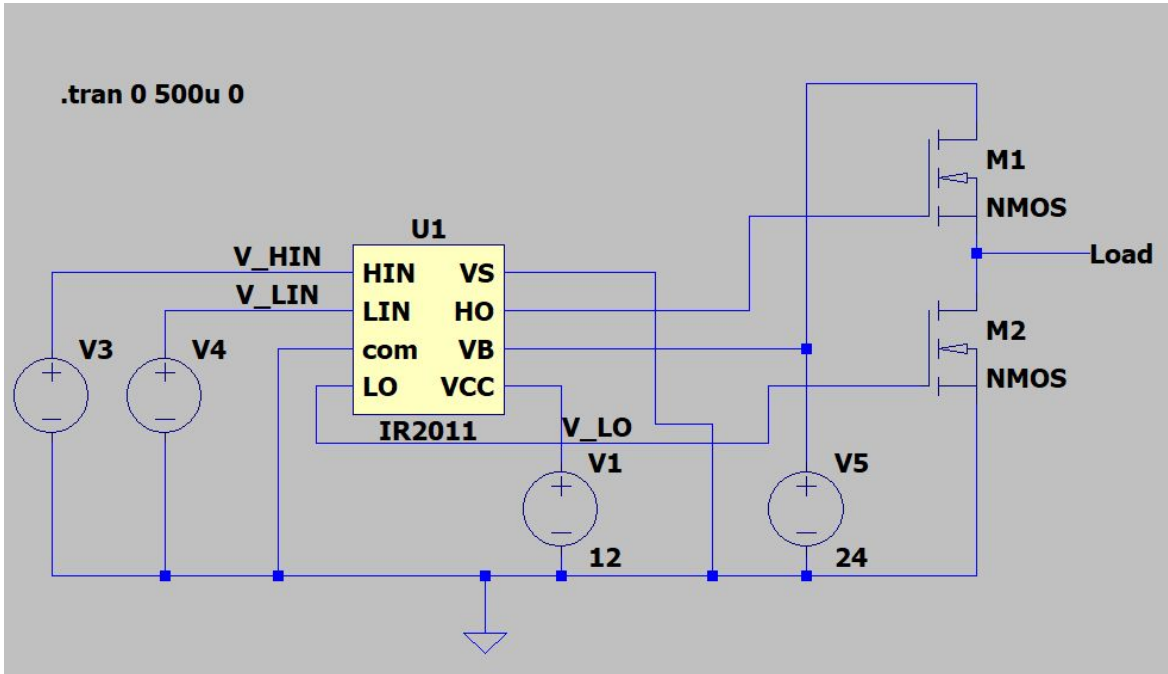 .tran 0 500u 0
M1
NMOS
U1
V_HIN
HIN VS
V_LIN
LIN HO
Load
V3
V4
com VB
M2
NMOS
LO VCC
IR2011
V_LO
V1
V5
12
24